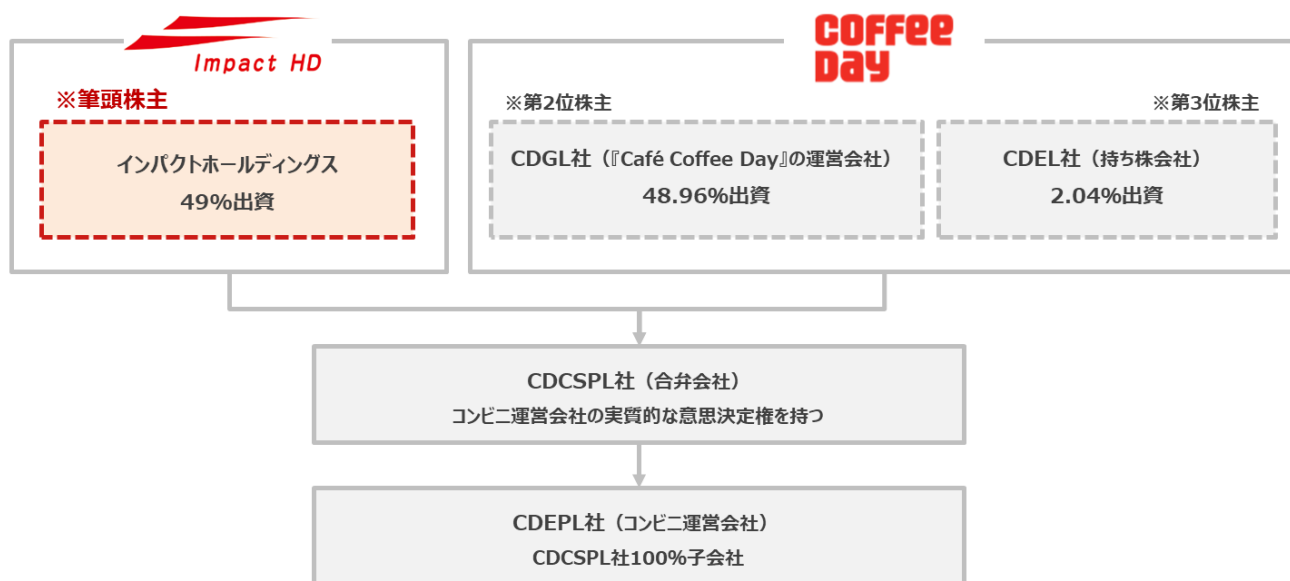 Impact HD
※筆頭株主
インパクトホールディングス
49%出資
COFFEE
DAY
※第2位株主
CDGL社（『Café Coffee Day』の運営会社）
48.96%出資
※第3位株主
CDEL社（持ち株会社）
2.04%出資
CDCSPL社（合弁会社）
コンビニ運営会社の実質的な意思決定権を持つ
CDEPL社（コンビニ運営会社）
CDCSPL社100%子会社